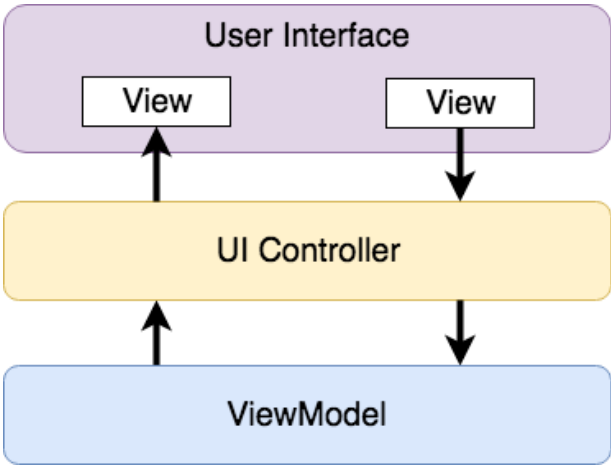 User Interface
View
View
UI Controller
ViewModel